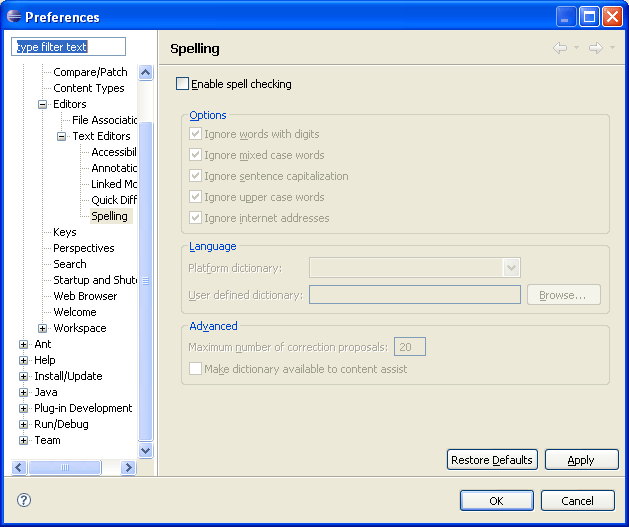 Preferences
type filter text
Compare/Patch
Content Types
Editors
File Associatio
Text Editors
Accessibil
Annotatio
Linked Mo
Quick Diff
Spelling
Keys
Perspectives
Search
Startup and Shutc
Web Browser
Welcome
Workspace
Ant
Help
Install/Update
Java
Plug-in Development
Run/Debug
Team
Spelling
Enable spell checking
Options
Ignore words with digits
Ignore mixed case words
Ignore sentence capitalization
Ignore upper case words
Ignore internet addresses
Language
Platform dictionary:
User defined dictionary:
Browse...
Advanced
Maximum number of correction proposals: 20
Make dictionary available to content assist
Restore Defaults
Apply
?
OK
Cancel